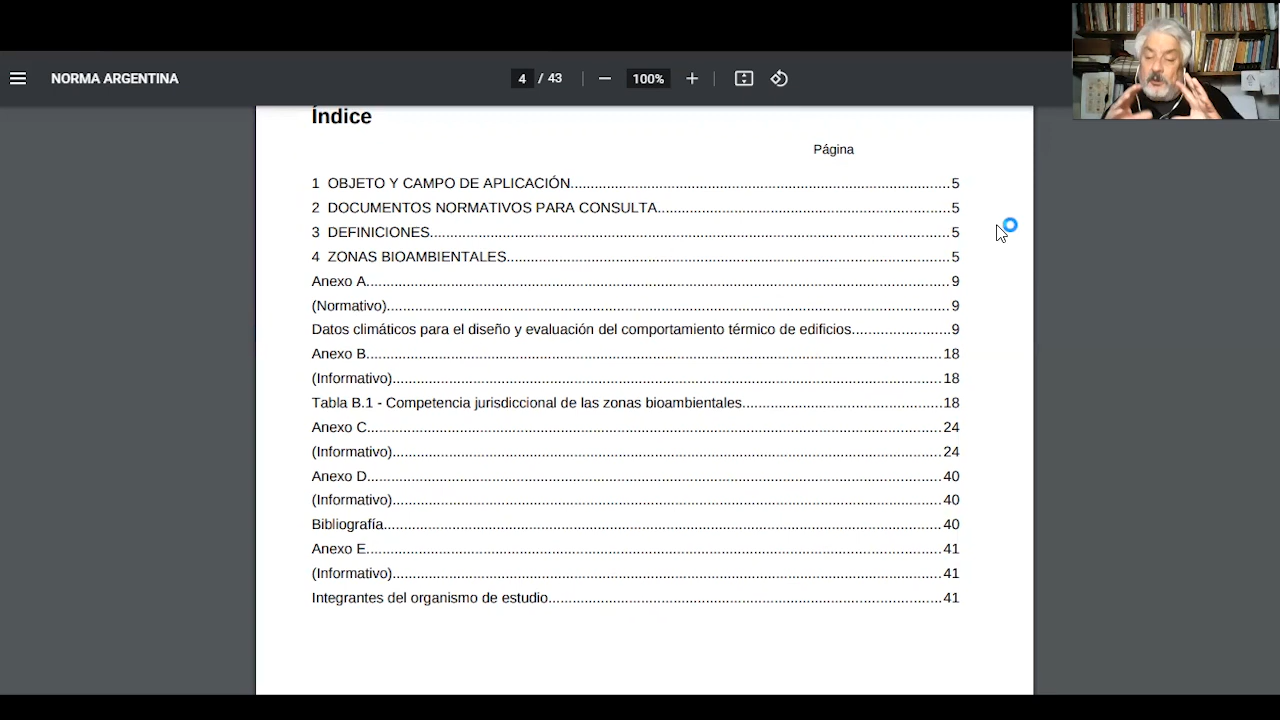 NORMA ARGENTINA
4 / 43
100%
Índice
Página
1 OBJETO Y CAMPO DE APLICACIÓN....................5
2 DOCUMENTOS NORMATIVOS PARA CONSULTA....................5
3 DEFINICIONES....................5
4 ZONAS BIOAMBIENTALES....................5
Anexo A....................9
(Normativo)....................9
Datos climáticos para el diseño y evaluación del comportamiento térmico de edificios....................9
Anexo B....................18
(Informativo)....................18
Tabla B.1 - Competencia jurisdiccional de las zonas bioambientales....................18
Anexo C....................24
(Informativo)....................24
Anexo D....................40
(Informativo)....................40
Bibliografía....................40
Anexo E....................41
(Informativo)....................41
Integrantes del organismo de estudio....................41